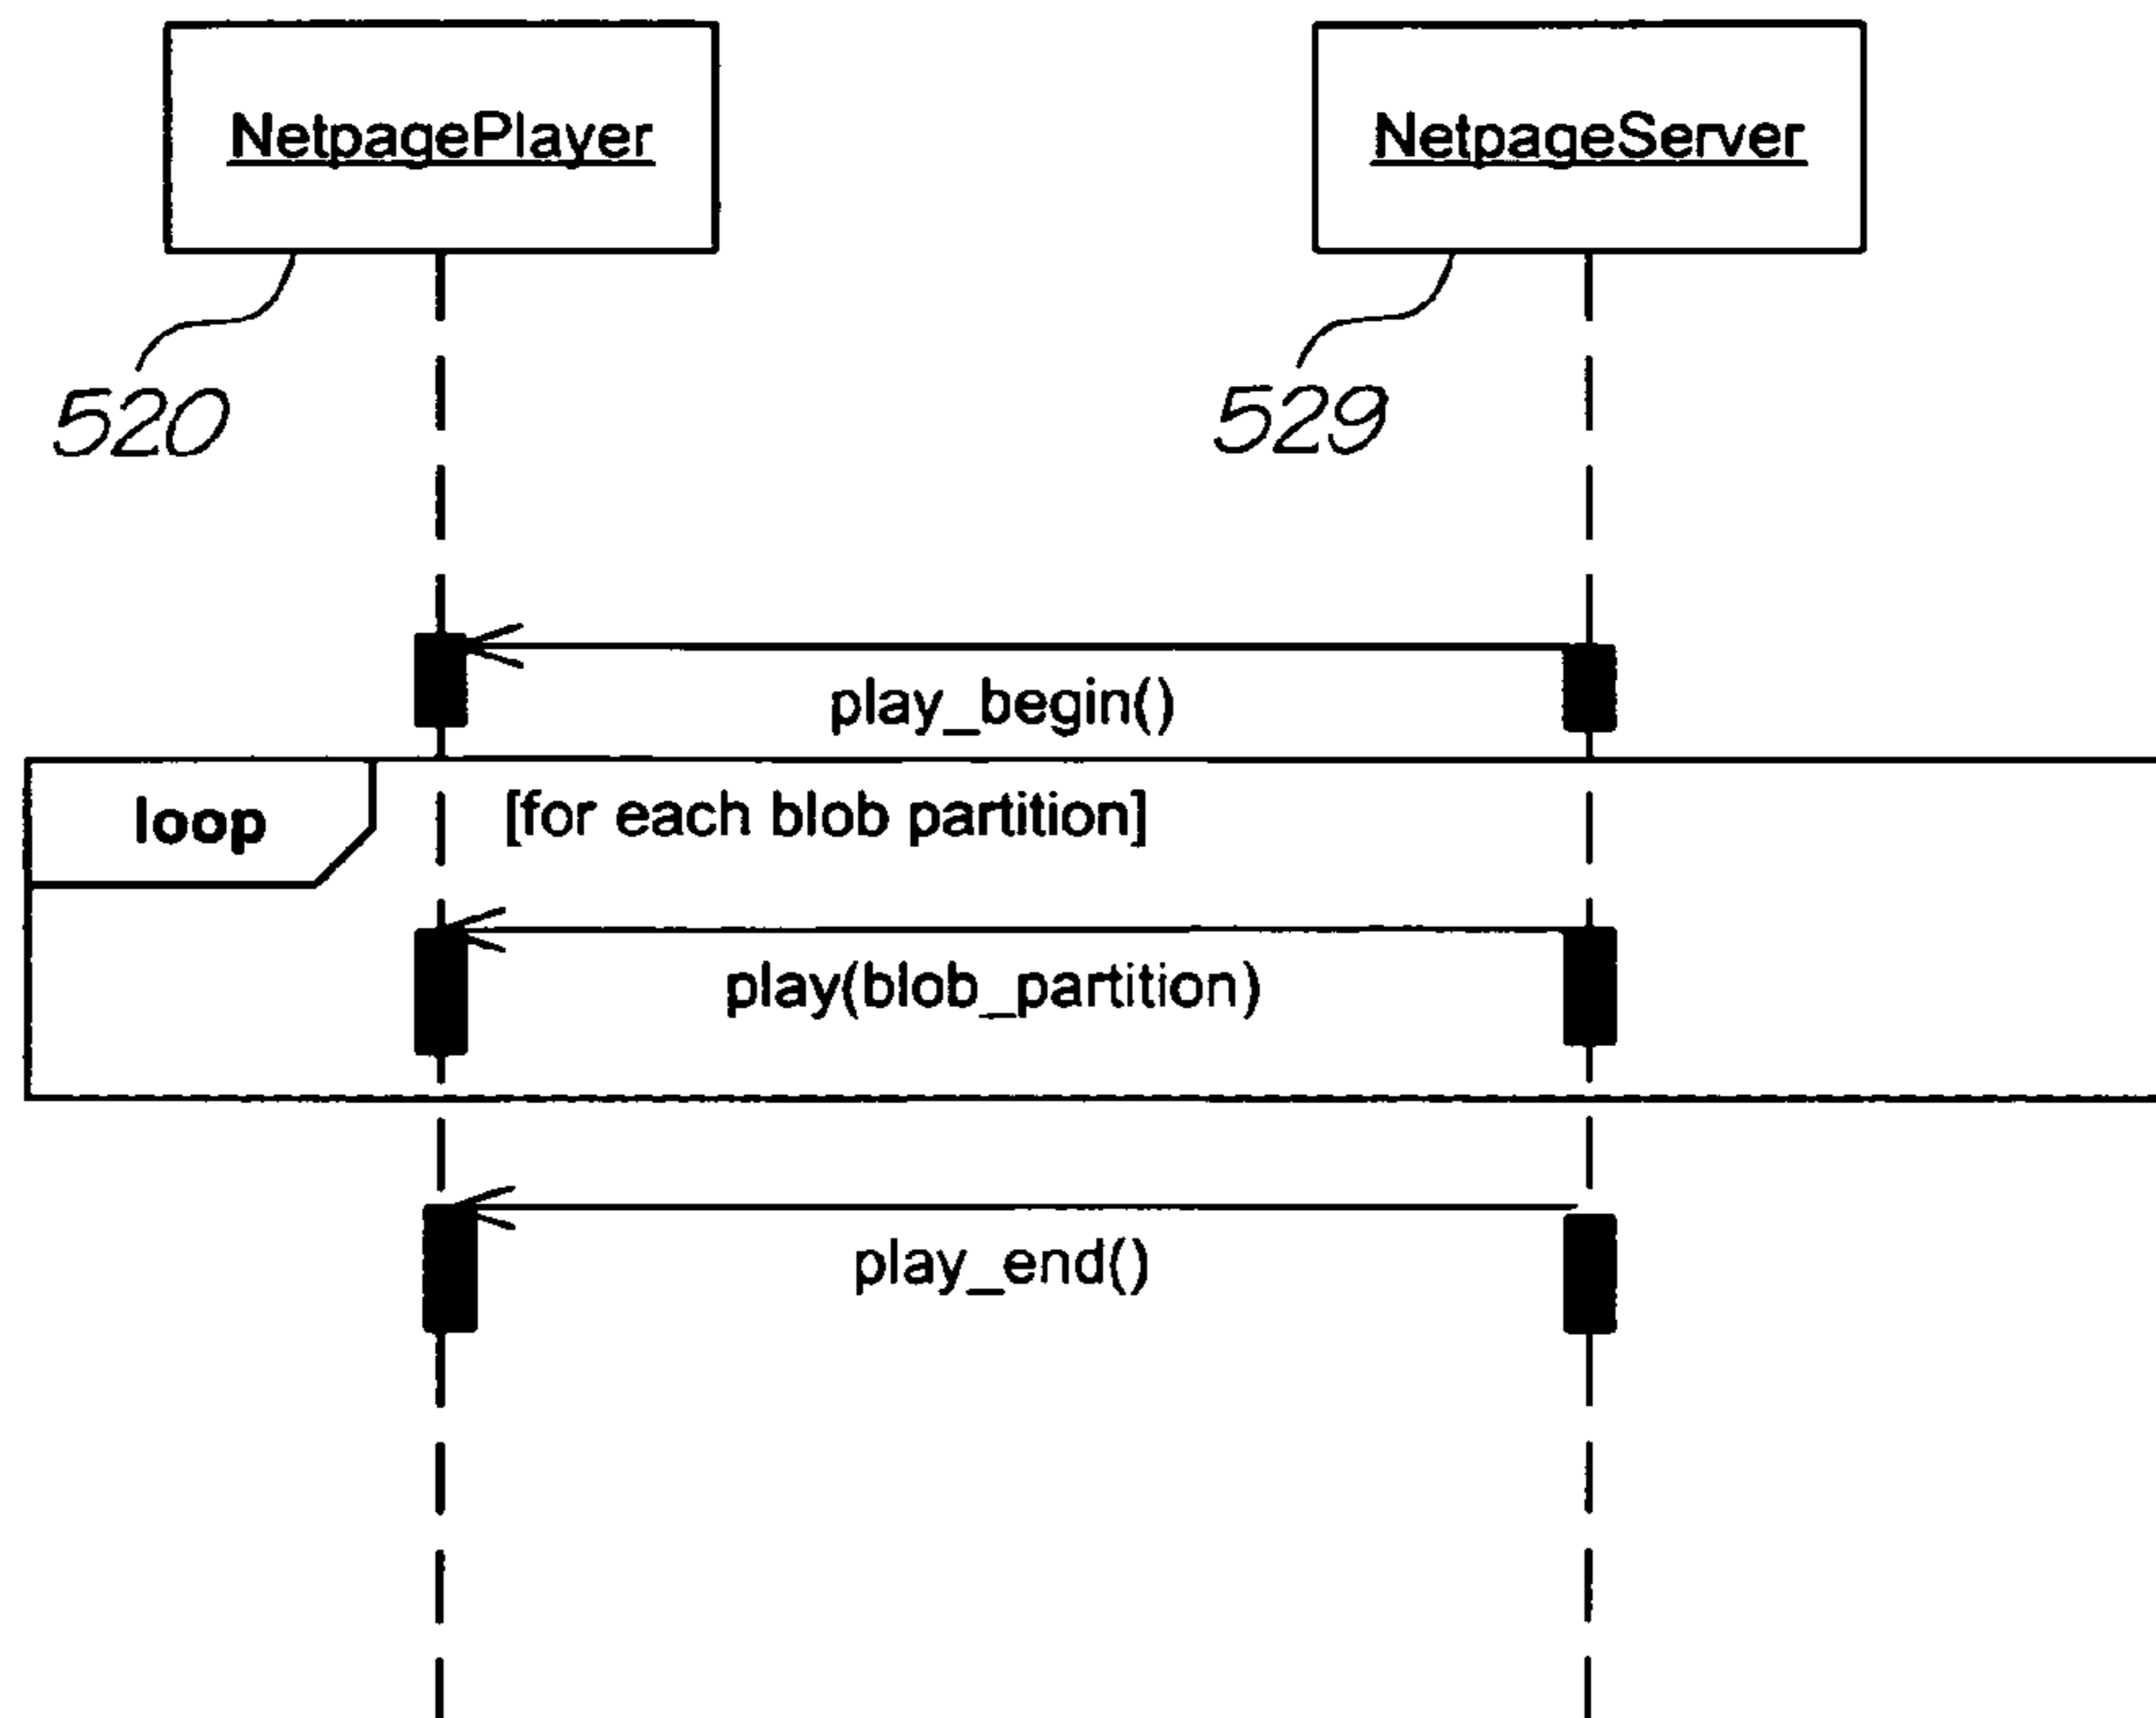 NetpagePlayer
NetpageServer
520
529
play_begin()
loop
[for each blob partition]
play(blob_partition)
play_end()